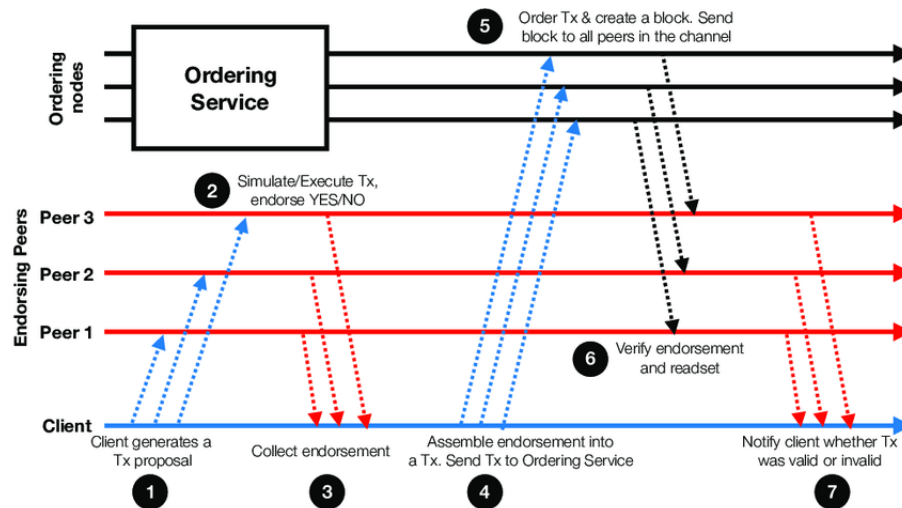 5
Order Tx & create a block. Send
block to all peers in the channel
Ordering
nodes
Ordering
Service
2
Simulate/Execute Tx,
endorse YES/NO
Endorsing Peers
Peer 3
Peer 2
Peer 1
6
Verify endorsement
and readset
Client
Client generates a
Tx proposal
1
Collect endorsement
3
Assemble endorsement into
a Tx. Send Tx to Ordering Service
4
Notify client whether Tx
was valid or invalid
7